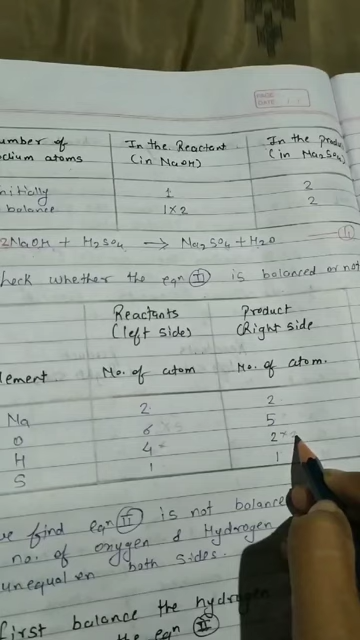 PAGE
DATE
umber of In the Reactant In the Produ
dium atoms (in NaOH) (in Na2SO4)
nitially 1 2
balance 1×2 2
2NaOH + H2SO4 → Na2SO4 + H2O
heck whether the eqn II is balanced or not
Reactants Product
(left side) (Right side
lement No. of atom No. of atom.
Na 2 2
O 6 5
H 4 2×
S 1 1
e find eqn II is not balance
no. of oxygen & Hydrogen
unequal on both sides.
first balance the hydrogen
the eqn II